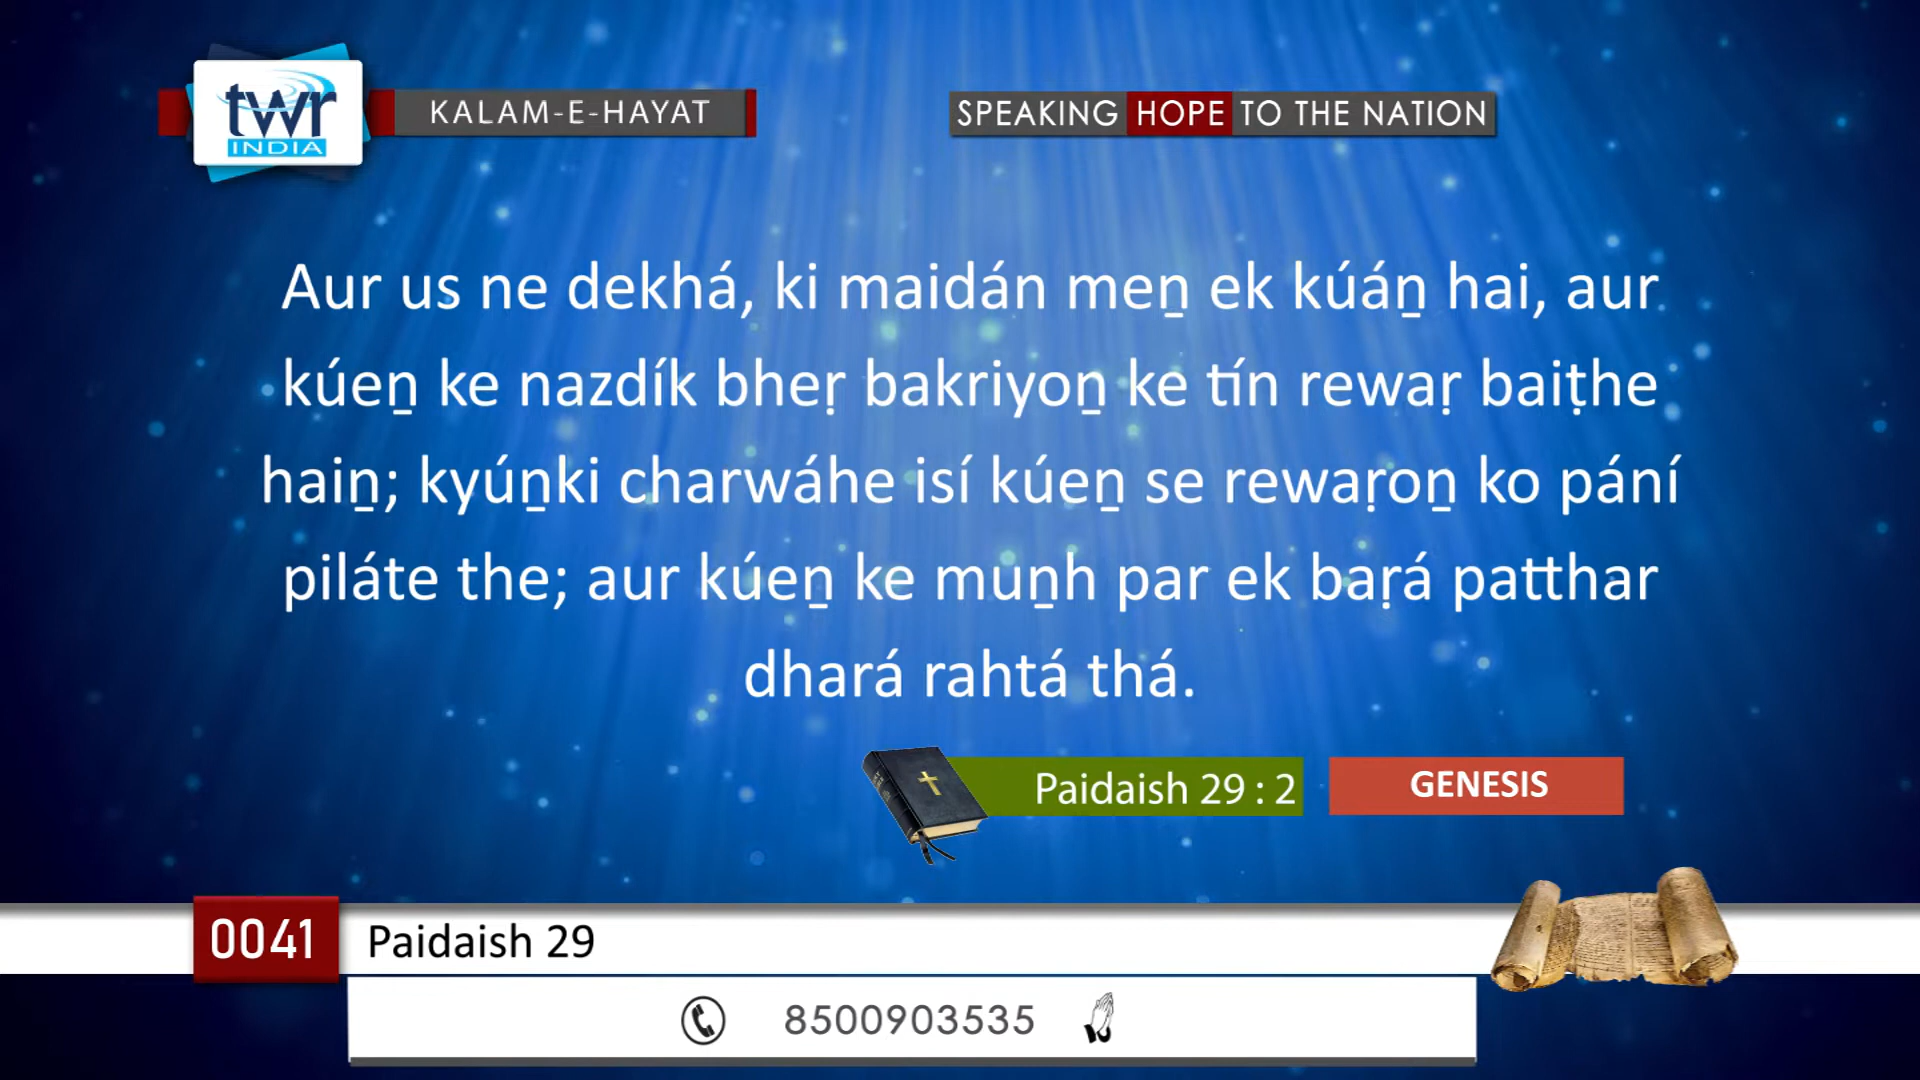 twr
INDIA
KALAM-E-HAYAT
SPEAKING HOPE TO THE NATION
Aur us ne dekhá, ki maidán meṉ ek kúáṉ hai, aur
kúeṉ ke nazdík bheṛ bakriyoṉ ke tín rewaṛ baiṭhe
haiṉ; kyúṉki charwáhe isí kúeṉ se rewaṛoṉ ko pání
piláte the; aur kúeṉ ke muṉh par ek baṛá patthar
dhará rahtá thá.
Paidaish 29 : 2
GENESIS
0041
Paidaish 29
8500903535